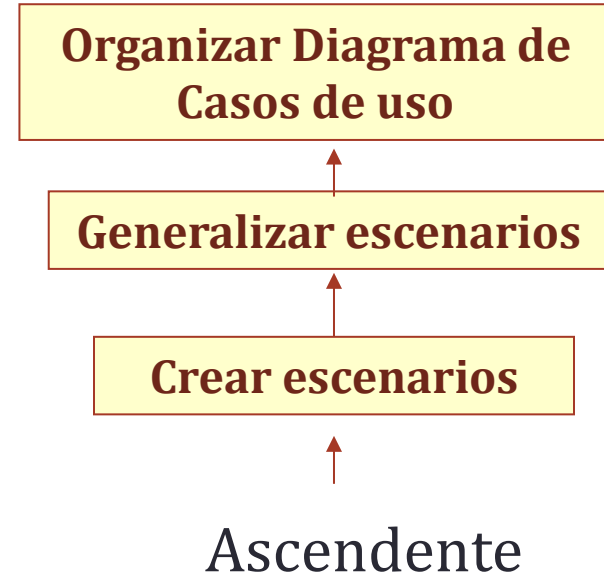 Organizar Diagrama de
Casos de uso
Generalizar escenarios
Crear escenarios
Ascendente